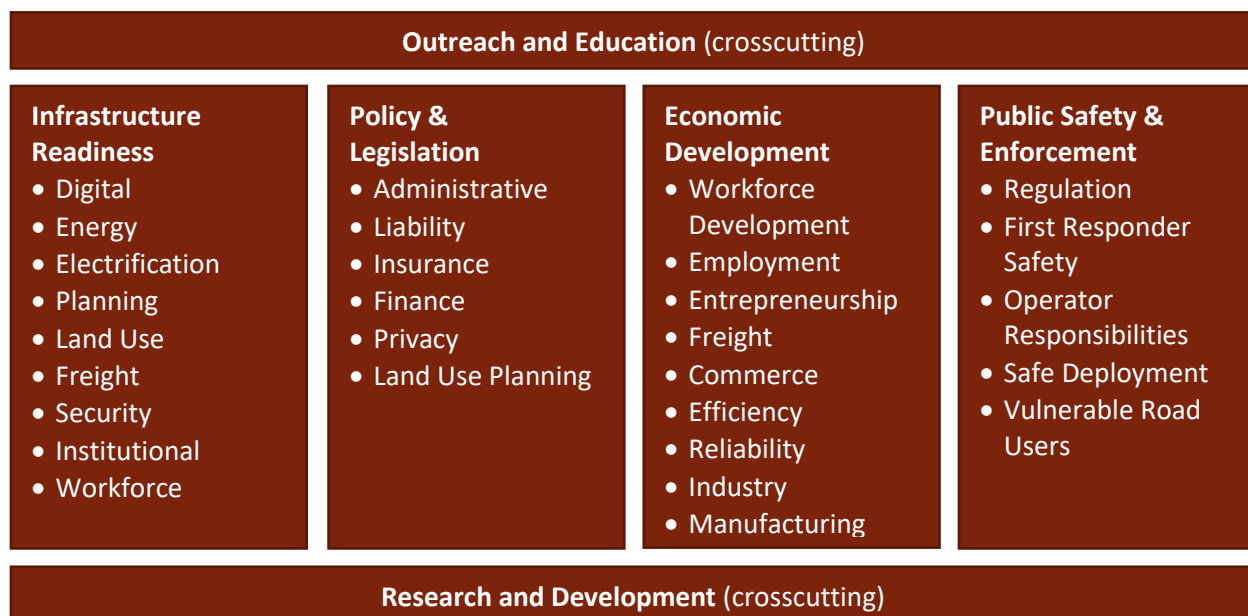 Outreach and Education (crosscutting)
Infrastructure
Readiness
• Digital
• Energy
• Electrification
• Planning
• Land Use
• Freight
• Security
• Institutional
• Workforce
Policy &
Legislation
• Administrative
• Liability
• Insurance
• Finance
• Privacy
• Land Use Planning
Economic
Development
• Workforce
Development
• Employment
• Entrepreneurship
• Freight
• Commerce
• Efficiency
• Reliability
• Industry
• Manufacturing
Public Safety &
Enforcement
• Regulation
• First Responder
Safety
• Operator
Responsibilities
• Safe Deployment
• Vulnerable Road
Users
Research and Development (crosscutting)